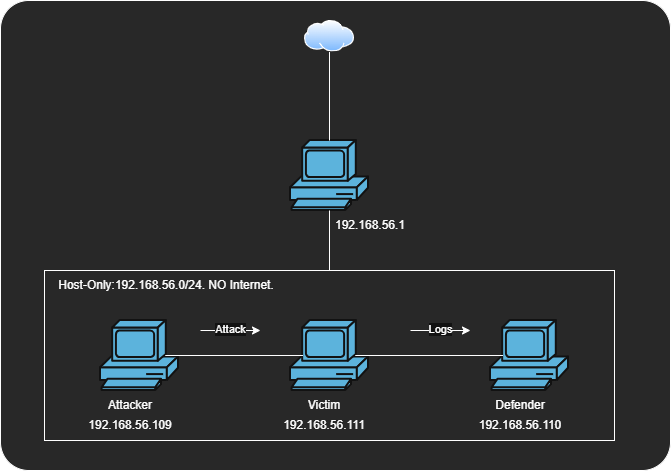 192.168.56.1
Host-Only:192.168.56.0/24. NO Internet.
Attack
Logs
Attacker
Victim
Defender
192.168.56.109
192.168.56.111
192.168.56.110